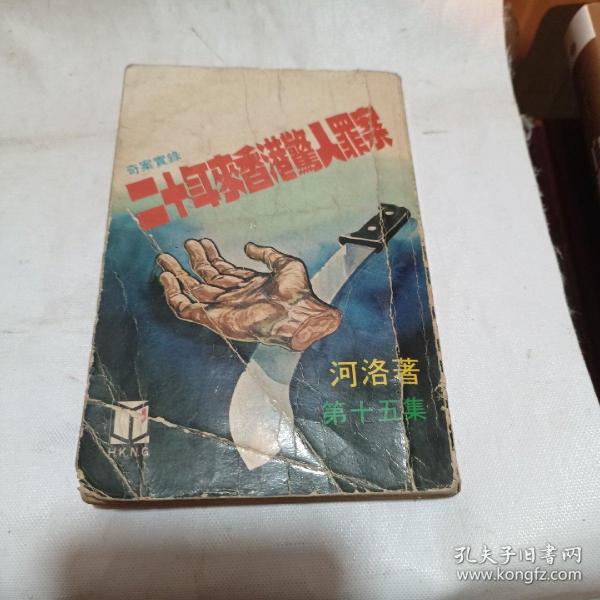 奇案實錄
二十年來香港驚人罪案
河洛著
第十五集
HKNG
孔夫子旧书网
www.kongfz.com